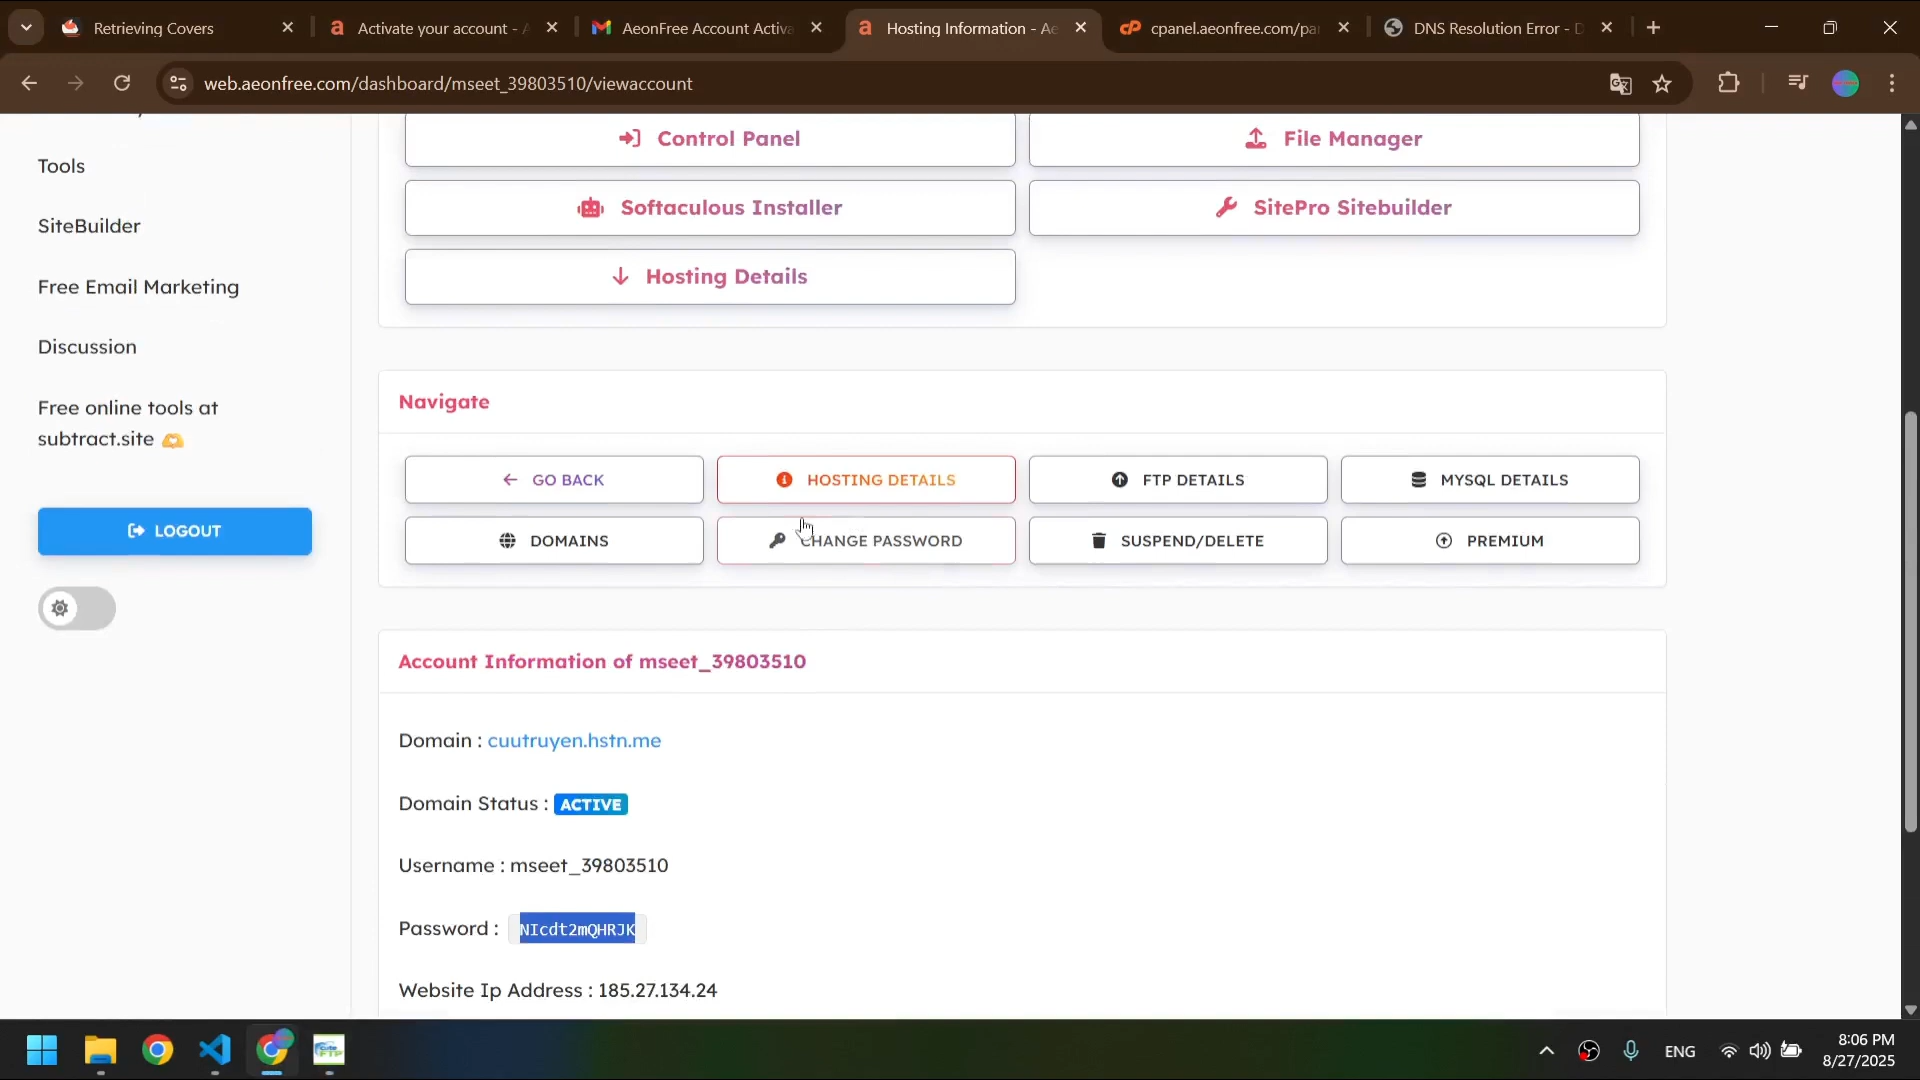 Retrieving Covers
Activate your account - A
AeonFree Account Activa
Hosting Information - Ae
cpanel.aeonfree.com/pa
DNS Resolution Error - D
web.aeonfree.com/dashboard/mseet_39803510/viewaccount
Tools
SiteBuilder
Free Email Marketing
Discussion
Free online tools at
subtract.site 🫶
LOGOUT
Control Panel
File Manager
Softaculous Installer
SitePro Sitebuilder
Hosting Details
Navigate
GO BACK
HOSTING DETAILS
FTP DETAILS
MYSQL DETAILS
DOMAINS
CHANGE PASSWORD
SUSPEND/DELETE
PREMIUM
Account Information of mseet_39803510
Domain : cuutruyen.hstn.me
Domain Status : ACTIVE
Username : mseet_39803510
Password : NIcdt2mQHRJK
Website Ip Address : 185.27.134.24
ENG
8:06 PM
8/27/2025